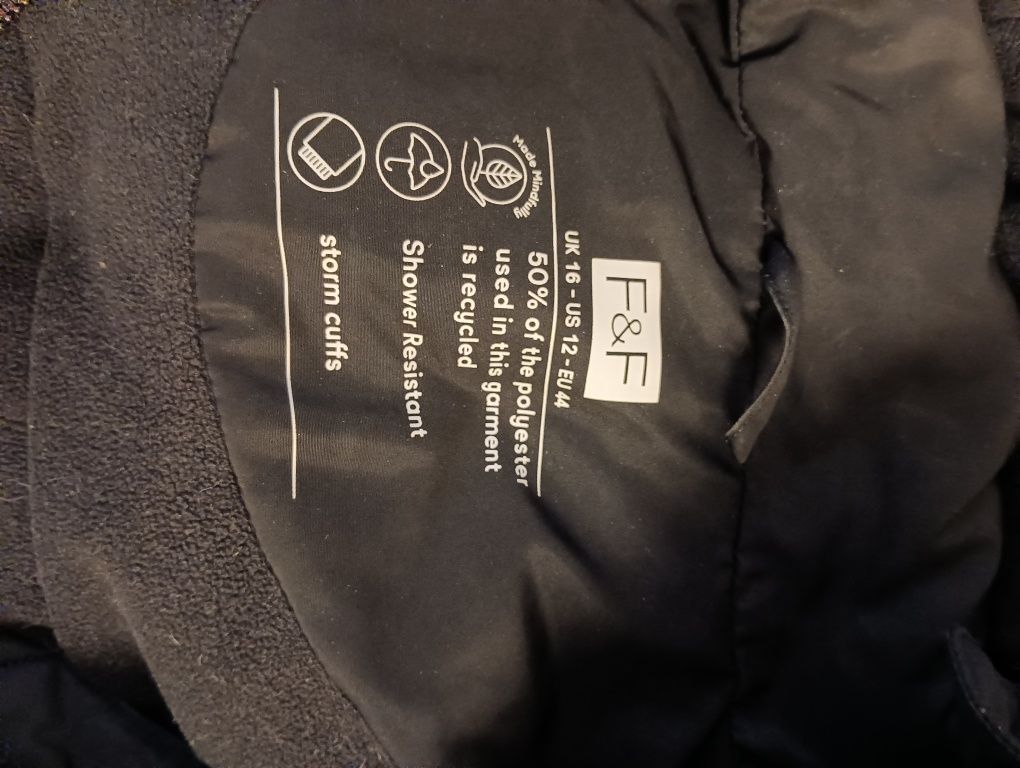 F&F
UK 16 - US 12 - EU 44
Made Mindfully
50% of the polyester
used in this garment
is recycled
Shower Resistant
storm cuffs